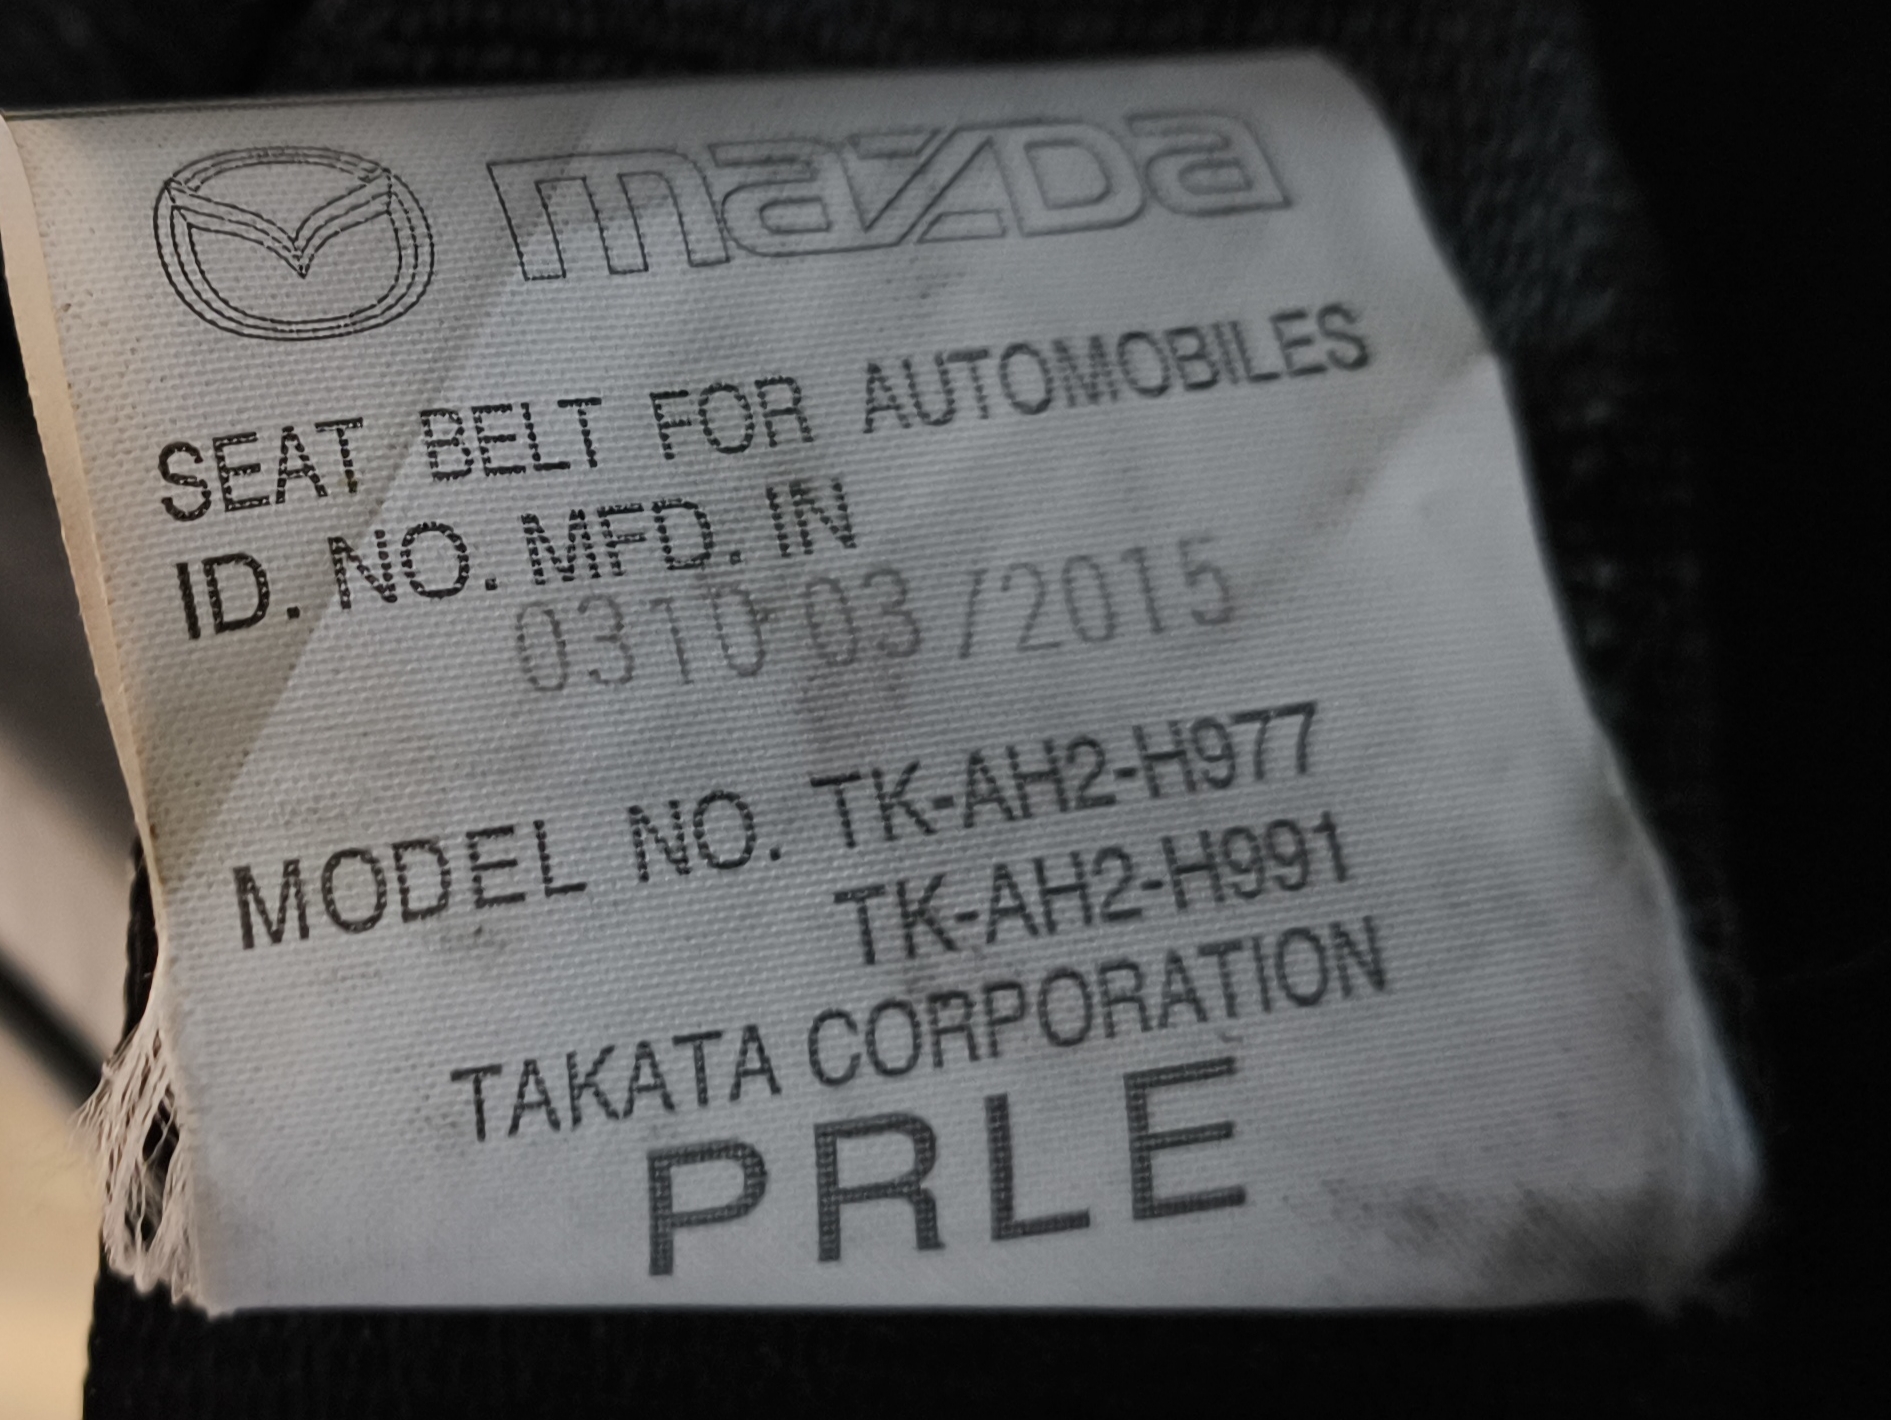 mazda
SEAT BELT FOR AUTOMOBILES
ID. NO. MFD. IN
0310 03/2015
MODEL NO. TK-AH2-H977
TK-AH2-H991
TAKATA CORPORATION
PRLE